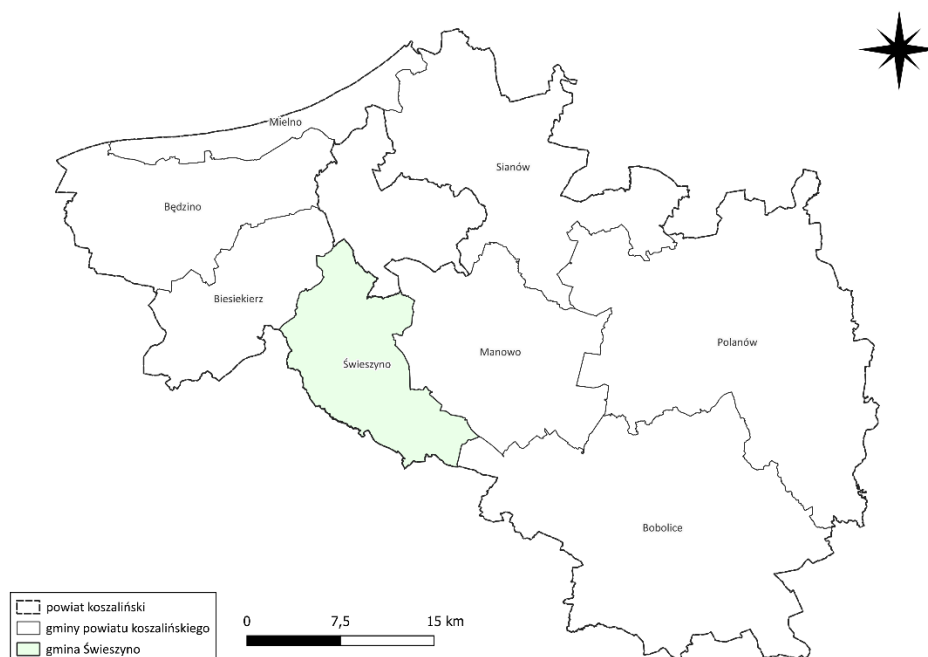 Mielno
Sianów
Będzino
Biesiekierz
Świeszyno
Manowo
Polanów
Bobolice
powiat koszaliński
gminy powiatu koszalińskiego
gmina Świeszyno
0 7,5 15 km